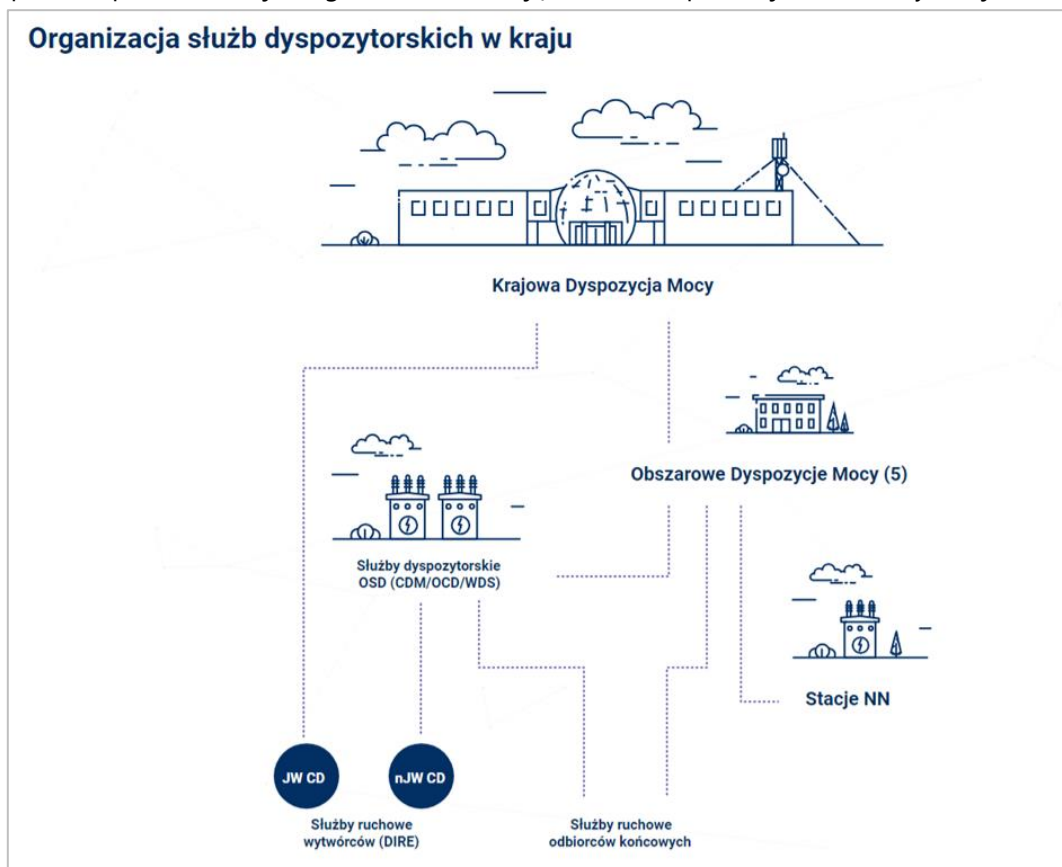 Organizacja służb dyspozytorskich w kraju
Krajowa Dyspozycja Mocy
Obszarowe Dyspozycje Mocy (5)
Służby dyspozytorskie
OSD (CDM/OCD/WDS)
Stacje NN
JW CD
nJW CD
Służby ruchowe
wytwórców (DIRE)
Służby ruchowe
odbiorców końcowych